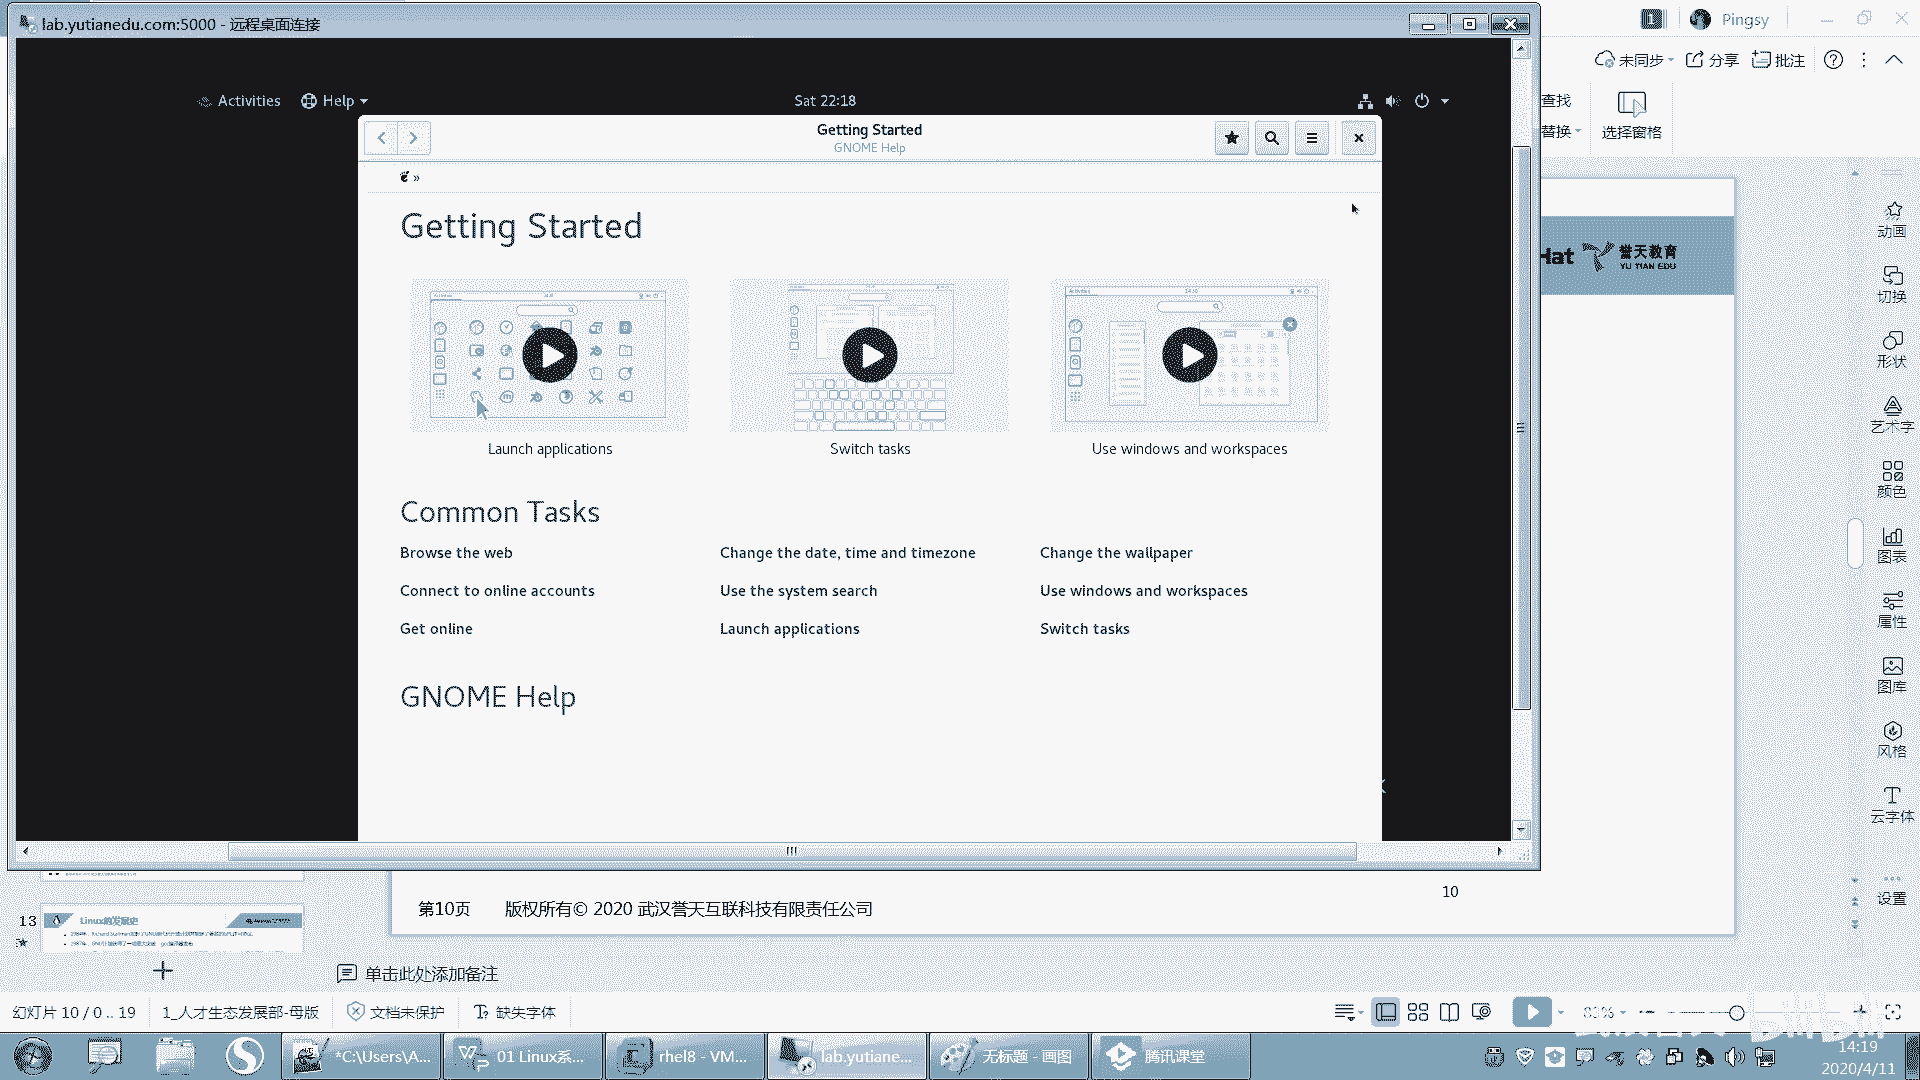 lab.yutianedu.com:5000 - 远程桌面连接
Pingsy
未同步
分享
批注
查找
替换
选择窗格
Activities
Help
Sat 22:18
Getting Started
GNOME Help
»
Getting Started
Launch applications
Switch tasks
Use windows and workspaces
Common Tasks
Browse the web
Change the date, time and timezone
Change the wallpaper
Connect to online accounts
Use the system search
Use windows and workspaces
Get online
Launch applications
Switch tasks
GNOME Help
Hat
誉天教育
YU TIAN EDU
动画
切换
形状
艺术字
颜色
图表
属性
图库
风格
云字体
设置
13
Linux的发展史
10
第10页
版权所有© 2020 武汉誉天互联科技有限责任公司
单击此处添加备注
幻灯片 10 / 0 .. 19
1_人才生态发展部-母版
文档未保护
缺失字体
*C:\Users\A...
01 Linux系...
rhel8 - VM...
lab.yutiane...
无标题 - 画图
腾讯课堂
14:19
2020/4/11